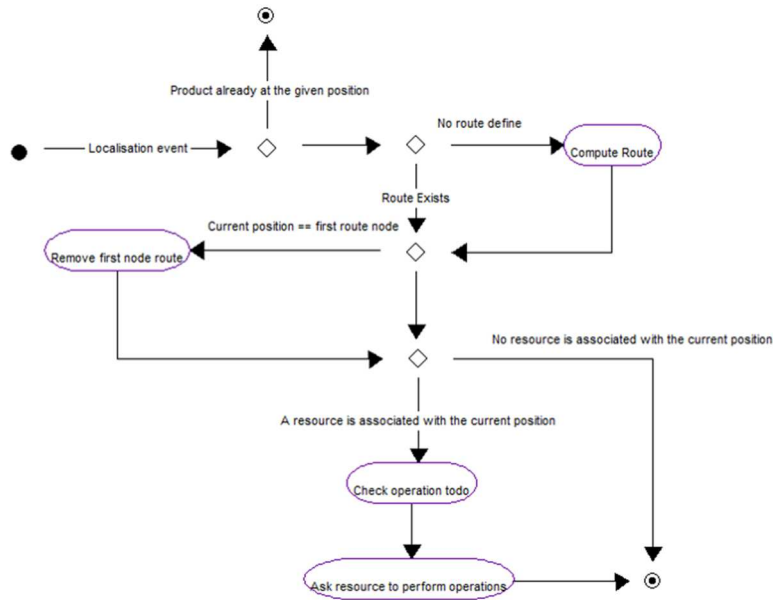 Product already at the given position
Localisation event
No route define
Compute Route
Route Exists
Current position == first route node
Remove first node route
No resource is associated with the current position
A resource is associated with the current position
Check operation todo
Ask resource to perform operations